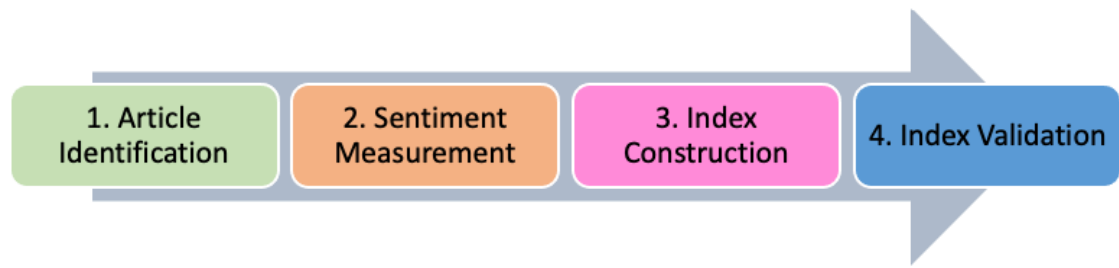 1. Article
Identification
2. Sentiment
Measurement
3. Index
Construction
4. Index Validation